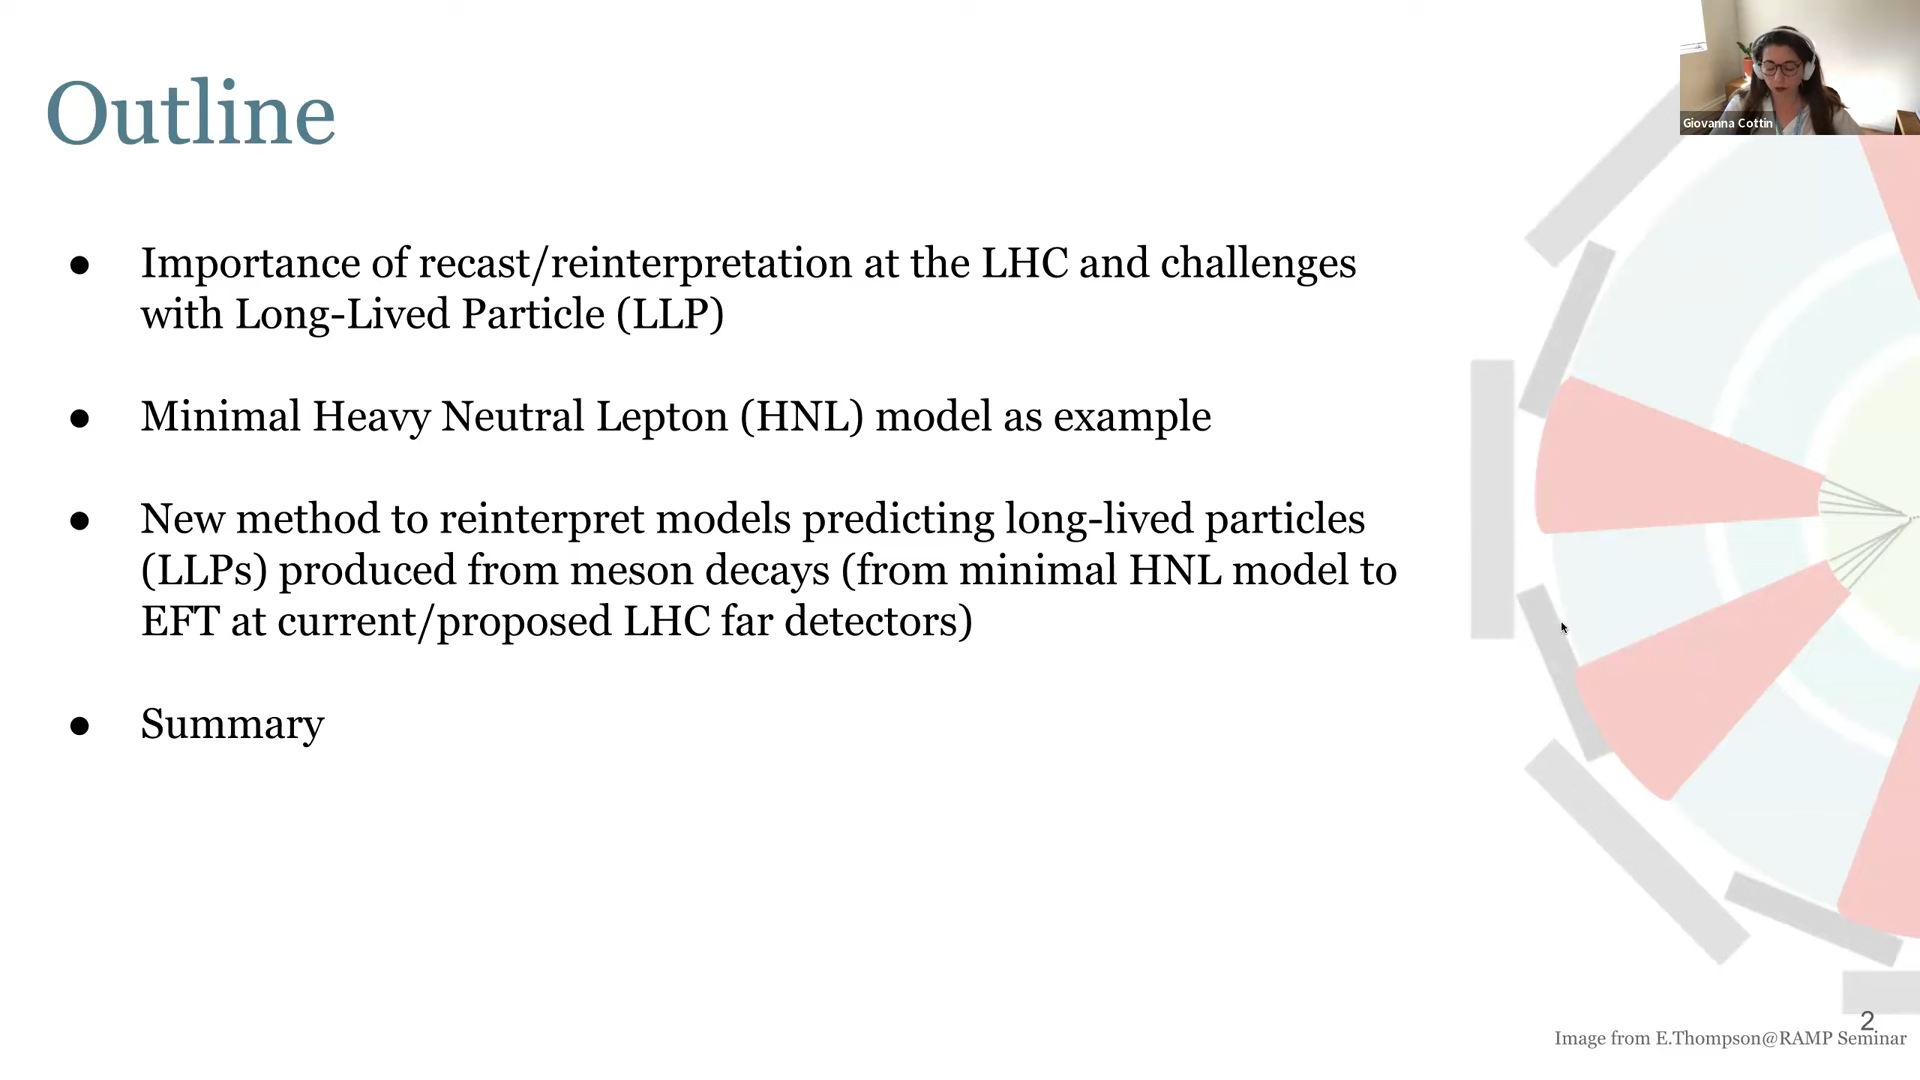 Outline
Giovanna Cottin
● Importance of recast/reinterpretation at the LHC and challenges
with Long-Lived Particle (LLP)
● Minimal Heavy Neutral Lepton (HNL) model as example
● New method to reinterpret models predicting long-lived particles
(LLPs) produced from meson decays (from minimal HNL model to
EFT at current/proposed LHC far detectors)
● Summary
2
Image from E.Thompson@RAMP Seminar